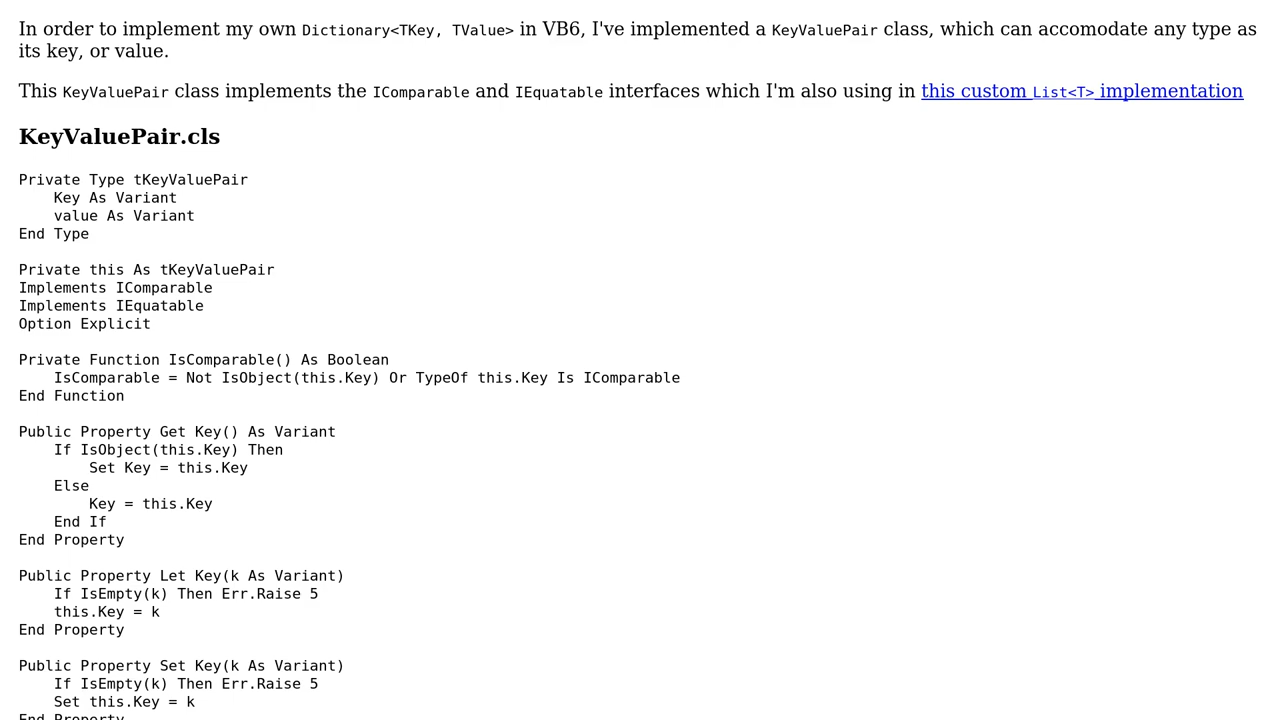 In order to implement my own Dictionary<TKey, TValue> in VB6, I've implemented a KeyValuePair class, which can accomodate any type as
its key, or value.
This KeyValuePair class implements the IComparable and IEquatable interfaces which I'm also using in this custom List<T> implementation
KeyValuePair.cls
Private Type tKeyValuePair
    Key As Variant
    value As Variant
End Type
Private this As tKeyValuePair
Implements IComparable
Implements IEquatable
Option Explicit
Private Function IsComparable() As Boolean
    IsComparable = Not IsObject(this.Key) Or TypeOf this.Key Is IComparable
End Function
Public Property Get Key() As Variant
    If IsObject(this.Key) Then
        Set Key = this.Key
    Else
        Key = this.Key
    End If
End Property
Public Property Let Key(k As Variant)
    If IsEmpty(k) Then Err.Raise 5
    this.Key = k
End Property
Public Property Set Key(k As Variant)
    If IsEmpty(k) Then Err.Raise 5
    Set this.Key = k
End Property